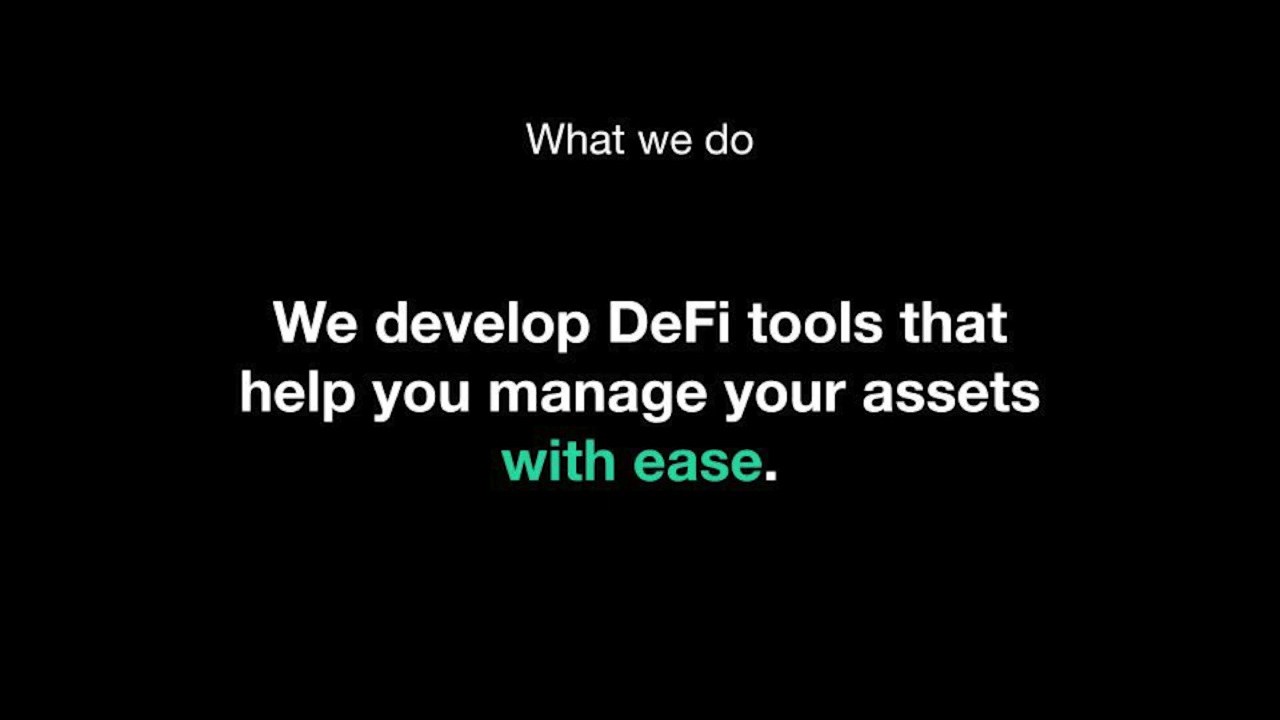 What we do
We develop DeFi tools that
help you manage your assets
with ease.